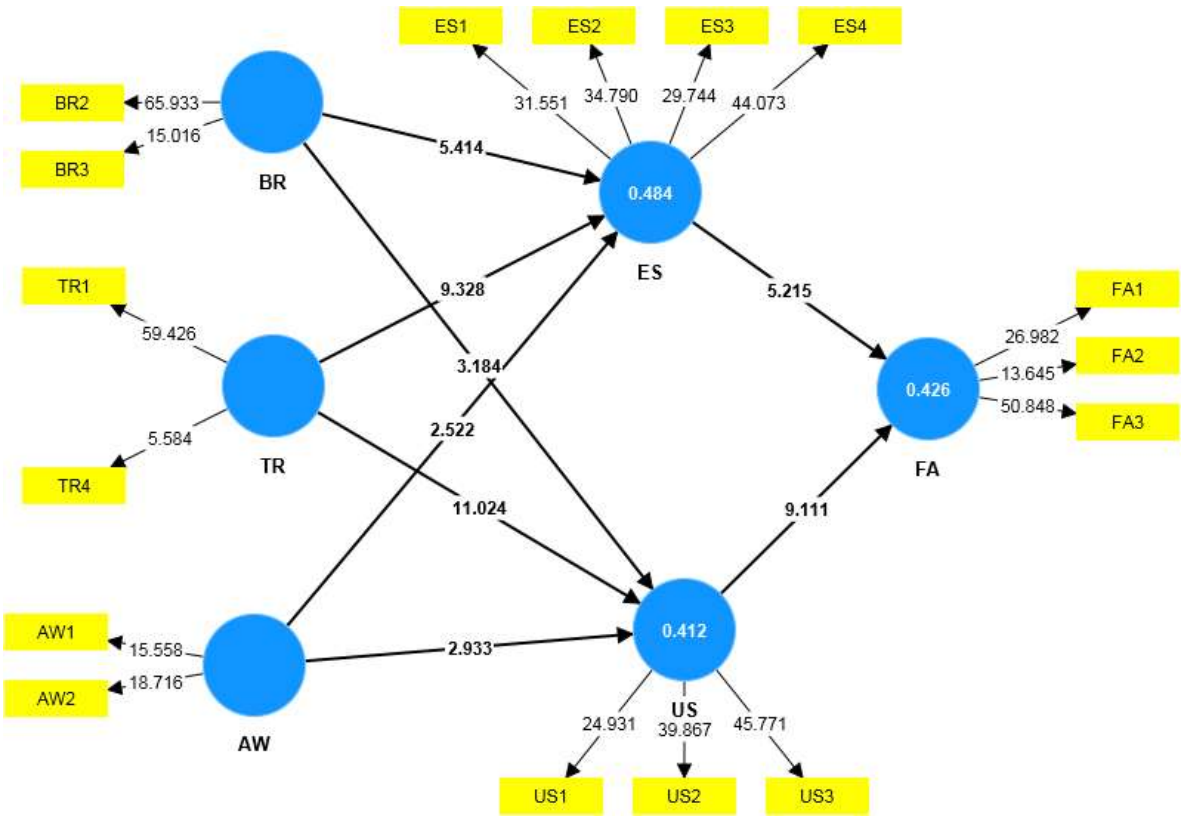 ES1
ES2
ES3
ES4
BR2
65.933
31.551
34.790
29.744
44.073
15.016
BR3
5.414
BR
0.484
ES
TR1
9.328
5.215
FA1
59.426
26.982
3.184
13.645
FA2
0.426
50.848
FA3
5.584
2.522
TR
FA
TR4
11.024
9.111
AW1
15.558
0.412
2.933
18.716
AW2
US
24.931
39.867
45.771
AW
US1
US2
US3